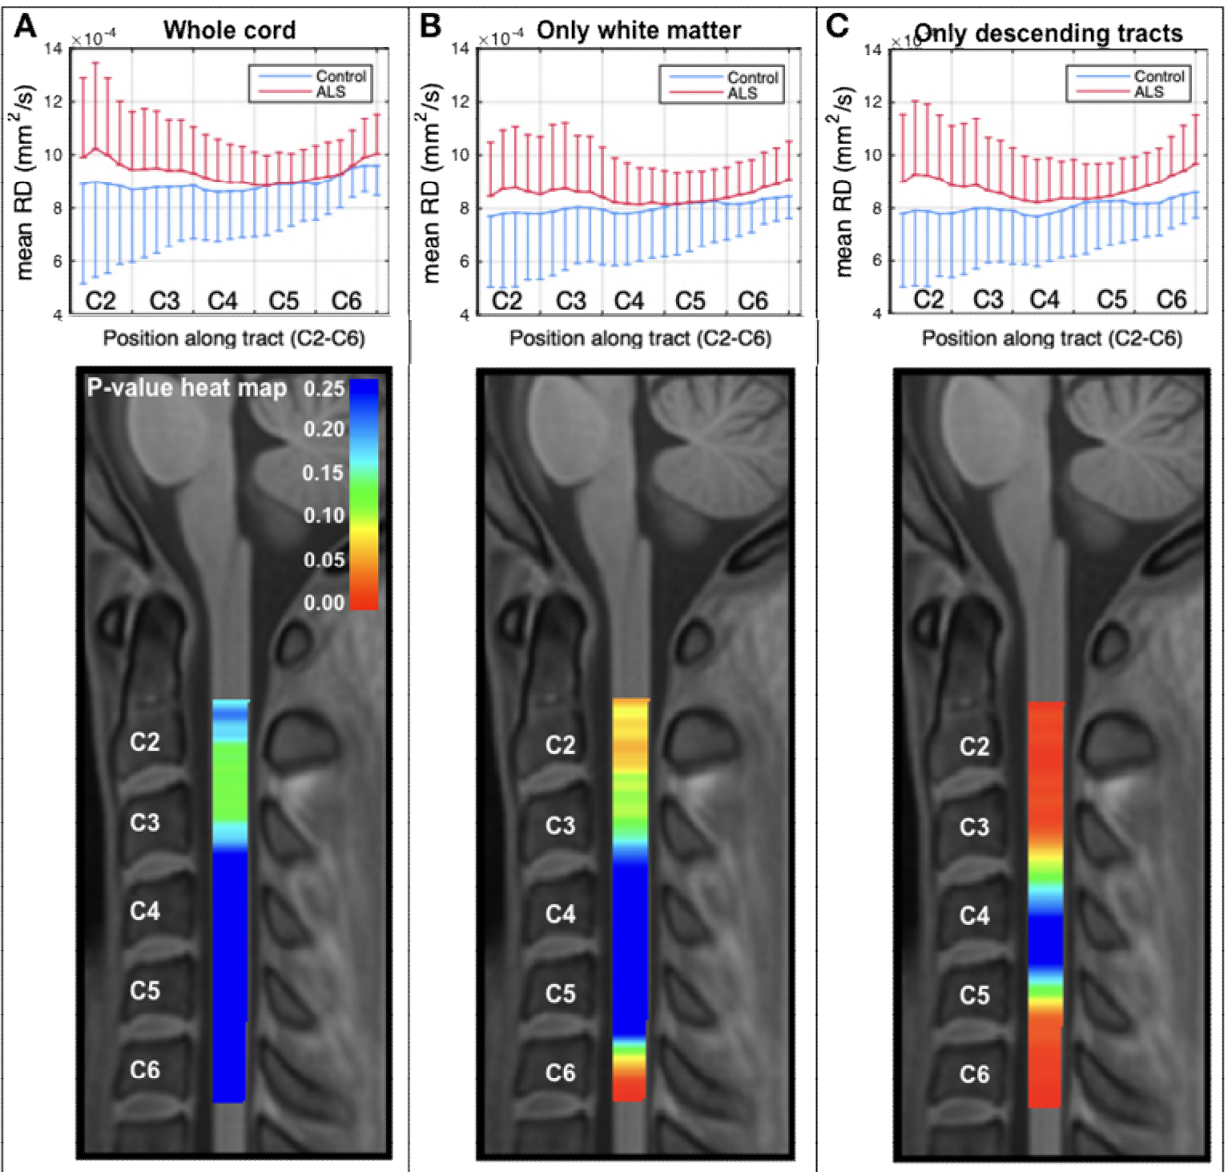 A
Whole cord
×10⁻⁴
14
12
10
8
6
4
mean RD (mm²/s)
Control
ALS
C2 C3 C4 C5 C6
Position along tract (C2-C6)
B
Only white matter
×10⁻⁴
14
12
10
8
6
4
mean RD (mm²/s)
Control
ALS
C2 C3 C4 C5 C6
Position along tract (C2-C6)
C
Only descending tracts
×10
14
12
10
8
6
4
mean RD (mm²/s)
Control
ALS
C2 C3 C4 C5 C6
Position along tract (C2-C6)
P-value heat map
0.25
0.20
0.15
0.10
0.05
0.00
C2
C3
C4
C5
C6
C2
C3
C4
C5
C6
C2
C3
C4
C5
C6